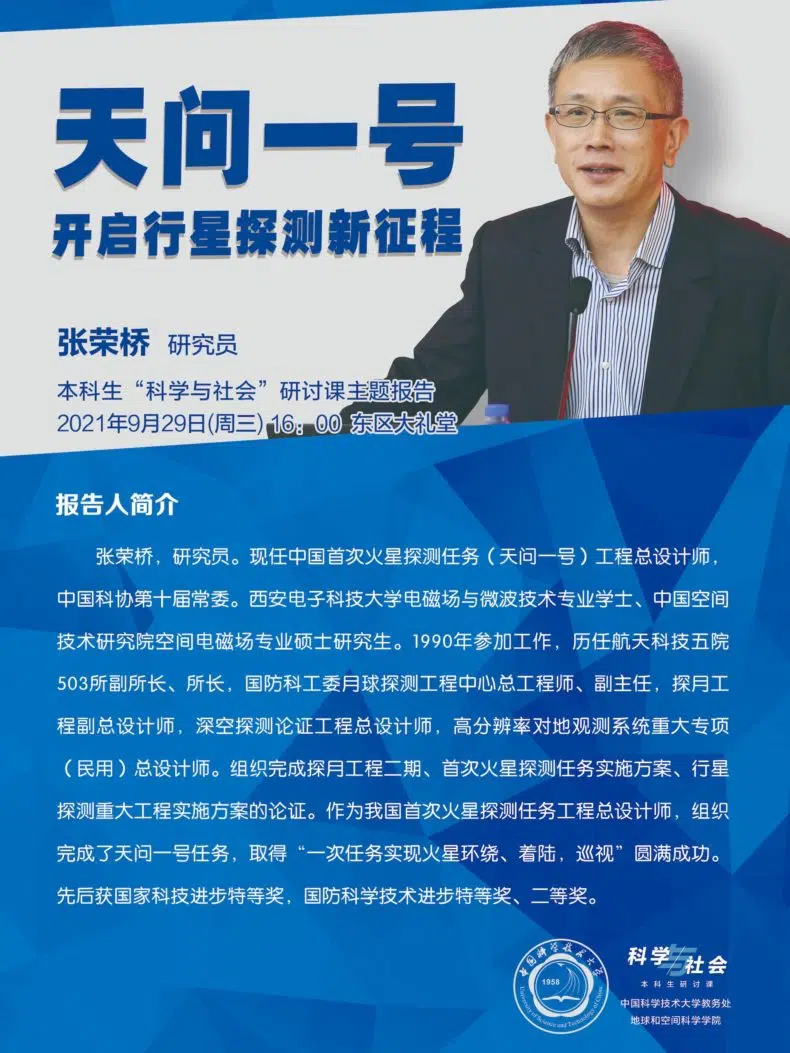 天问一号
开启行星探测新征程
张荣桥 研究员
本科生“科学与社会”研讨课主题报告
2021年9月29日(周三) 16：00 东区大礼堂
报告人简介
张荣桥，研究员。现任中国首次火星探测任务（天问一号）工程总设计师，
中国科协第十届常委。西安电子科技大学电磁场与微波技术专业学士、中国空间
技术研究院空间电磁场专业硕士研究生。1990年参加工作，历任航天科技五院
503所副所长、所长，国防科工委月球探测工程中心总工程师、副主任，探月工
程副总设计师，深空探测论证工程总设计师，高分辨率对地观测系统重大专项
（民用）总设计师。组织完成探月工程二期、首次火星探测任务实施方案、行星
探测重大工程实施方案的论证。作为我国首次火星探测任务工程总设计师，组织
完成了天问一号任务，取得“一次任务实现火星环绕、着陆，巡视”圆满成功。
先后获国家科技进步特等奖，国防科学技术进步特等奖、二等奖。
中国科学技术大学
1958
University of Science and Technology of China
科学与社会
本科生研讨课
中国科学技术大学教务处
地球和空间科学学院